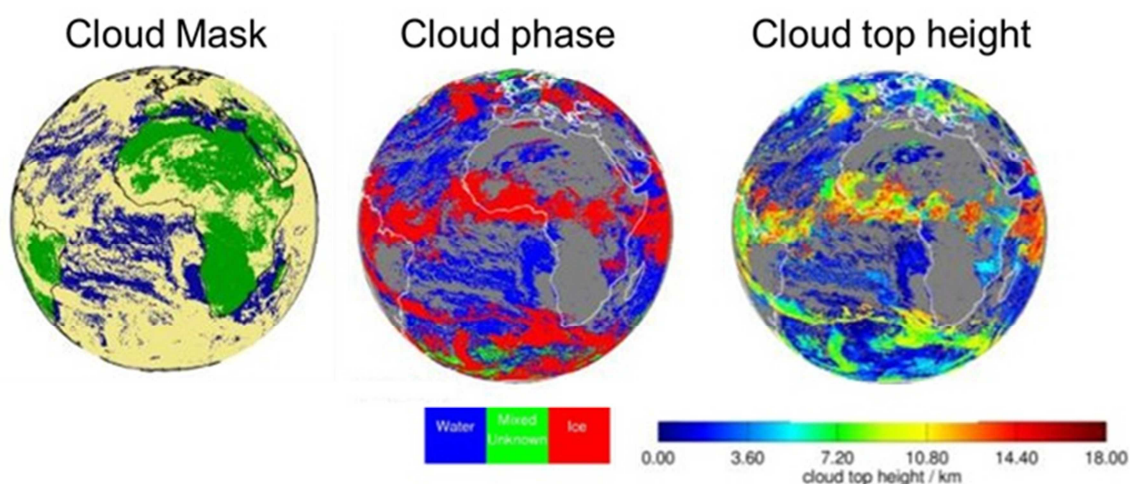 Cloud Mask
Cloud phase
Cloud top height
Water
Mixed
Unknown
Ice
0.00 3.60 7.20 10.80 14.40 18.00
cloud top height / km